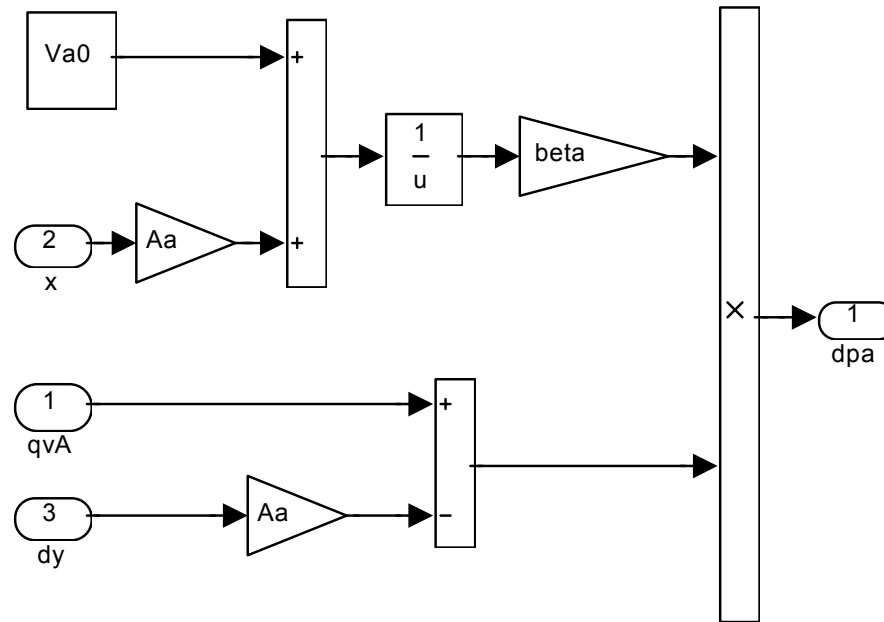 Va0
+
1
u
beta
2
Aa
+
x
×
1
dpa
1
+
qvA
3
Aa
−
dy